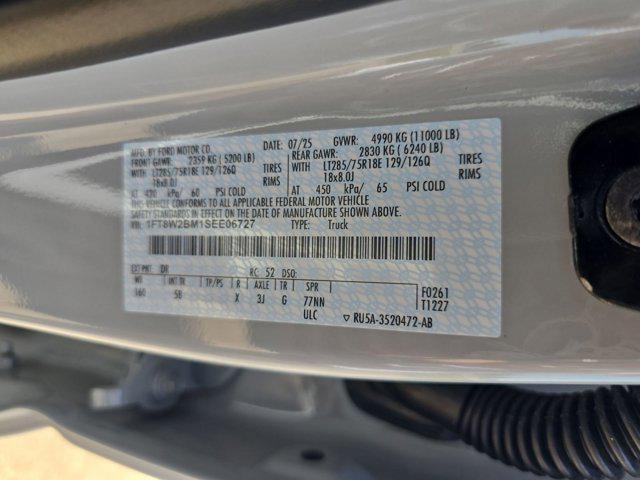 MFD. BY FORD MOTOR CO. DATE: 07/25 GVWR: 4990 KG (11000 LB)
FRONT GAWR: 2359 KG (5200 LB) REAR GAWR: 2830 KG (6240 LB)
WITH LT285/75R18E 129/126Q TIRES WITH LT285/75R18E 129/126Q TIRES
18x8.0J RIMS 18x8.0J RIMS
AT 420 kPa/ 60 PSI COLD AT 450 kPa/ 65 PSI COLD
THIS VEHICLE CONFORMS TO ALL APPLICABLE FEDERAL MOTOR VEHICLE
SAFETY STANDARDS IN EFFECT ON THE DATE OF MANUFACTURE SHOWN ABOVE.
VIN: 1FT8W2BM1SEE06727 TYPE: Truck
EXT PNT: DR RC: 52 DSO:
WB INT TR TP/PS R AXLE TR SPR F0261
160 5B X 3J G 77NN T1227
ULC RU5A-3520472-AB